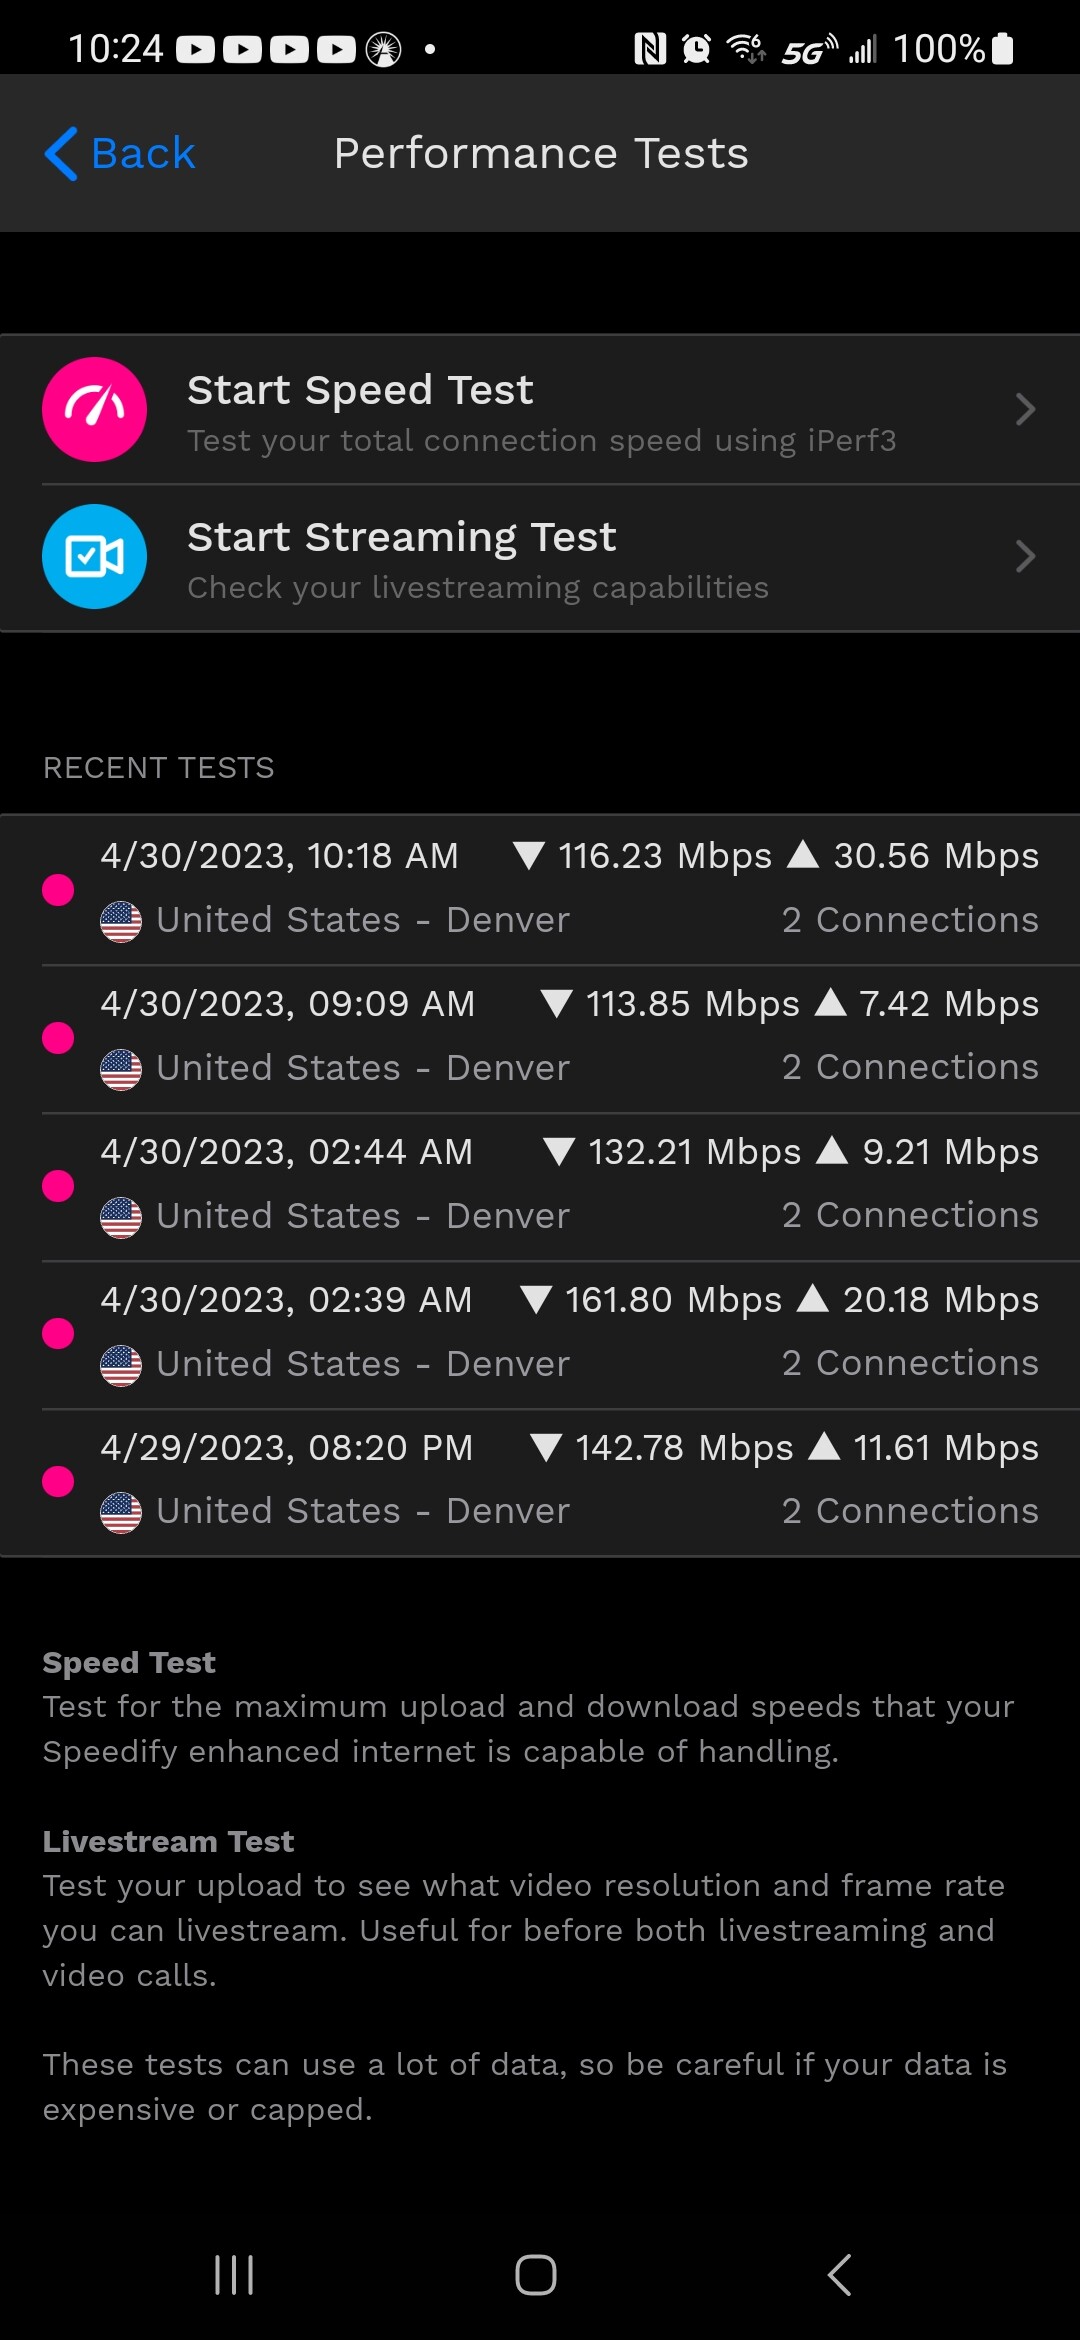 10:24 6 5G 100%
Back Performance Tests
Start Speed Test
Test your total connection speed using iPerf3
Start Streaming Test
Check your livestreaming capabilities
RECENT TESTS
4/30/2023, 10:18 AM ▼ 116.23 Mbps ▲ 30.56 Mbps
United States - Denver 2 Connections
4/30/2023, 09:09 AM ▼ 113.85 Mbps ▲ 7.42 Mbps
United States - Denver 2 Connections
4/30/2023, 02:44 AM ▼ 132.21 Mbps ▲ 9.21 Mbps
United States - Denver 2 Connections
4/30/2023, 02:39 AM ▼ 161.80 Mbps ▲ 20.18 Mbps
United States - Denver 2 Connections
4/29/2023, 08:20 PM ▼ 142.78 Mbps ▲ 11.61 Mbps
United States - Denver 2 Connections
Speed Test
Test for the maximum upload and download speeds that your
Speedify enhanced internet is capable of handling.
Livestream Test
Test your upload to see what video resolution and frame rate
you can livestream. Useful for before both livestreaming and
video calls.
These tests can use a lot of data, so be careful if your data is
expensive or capped.